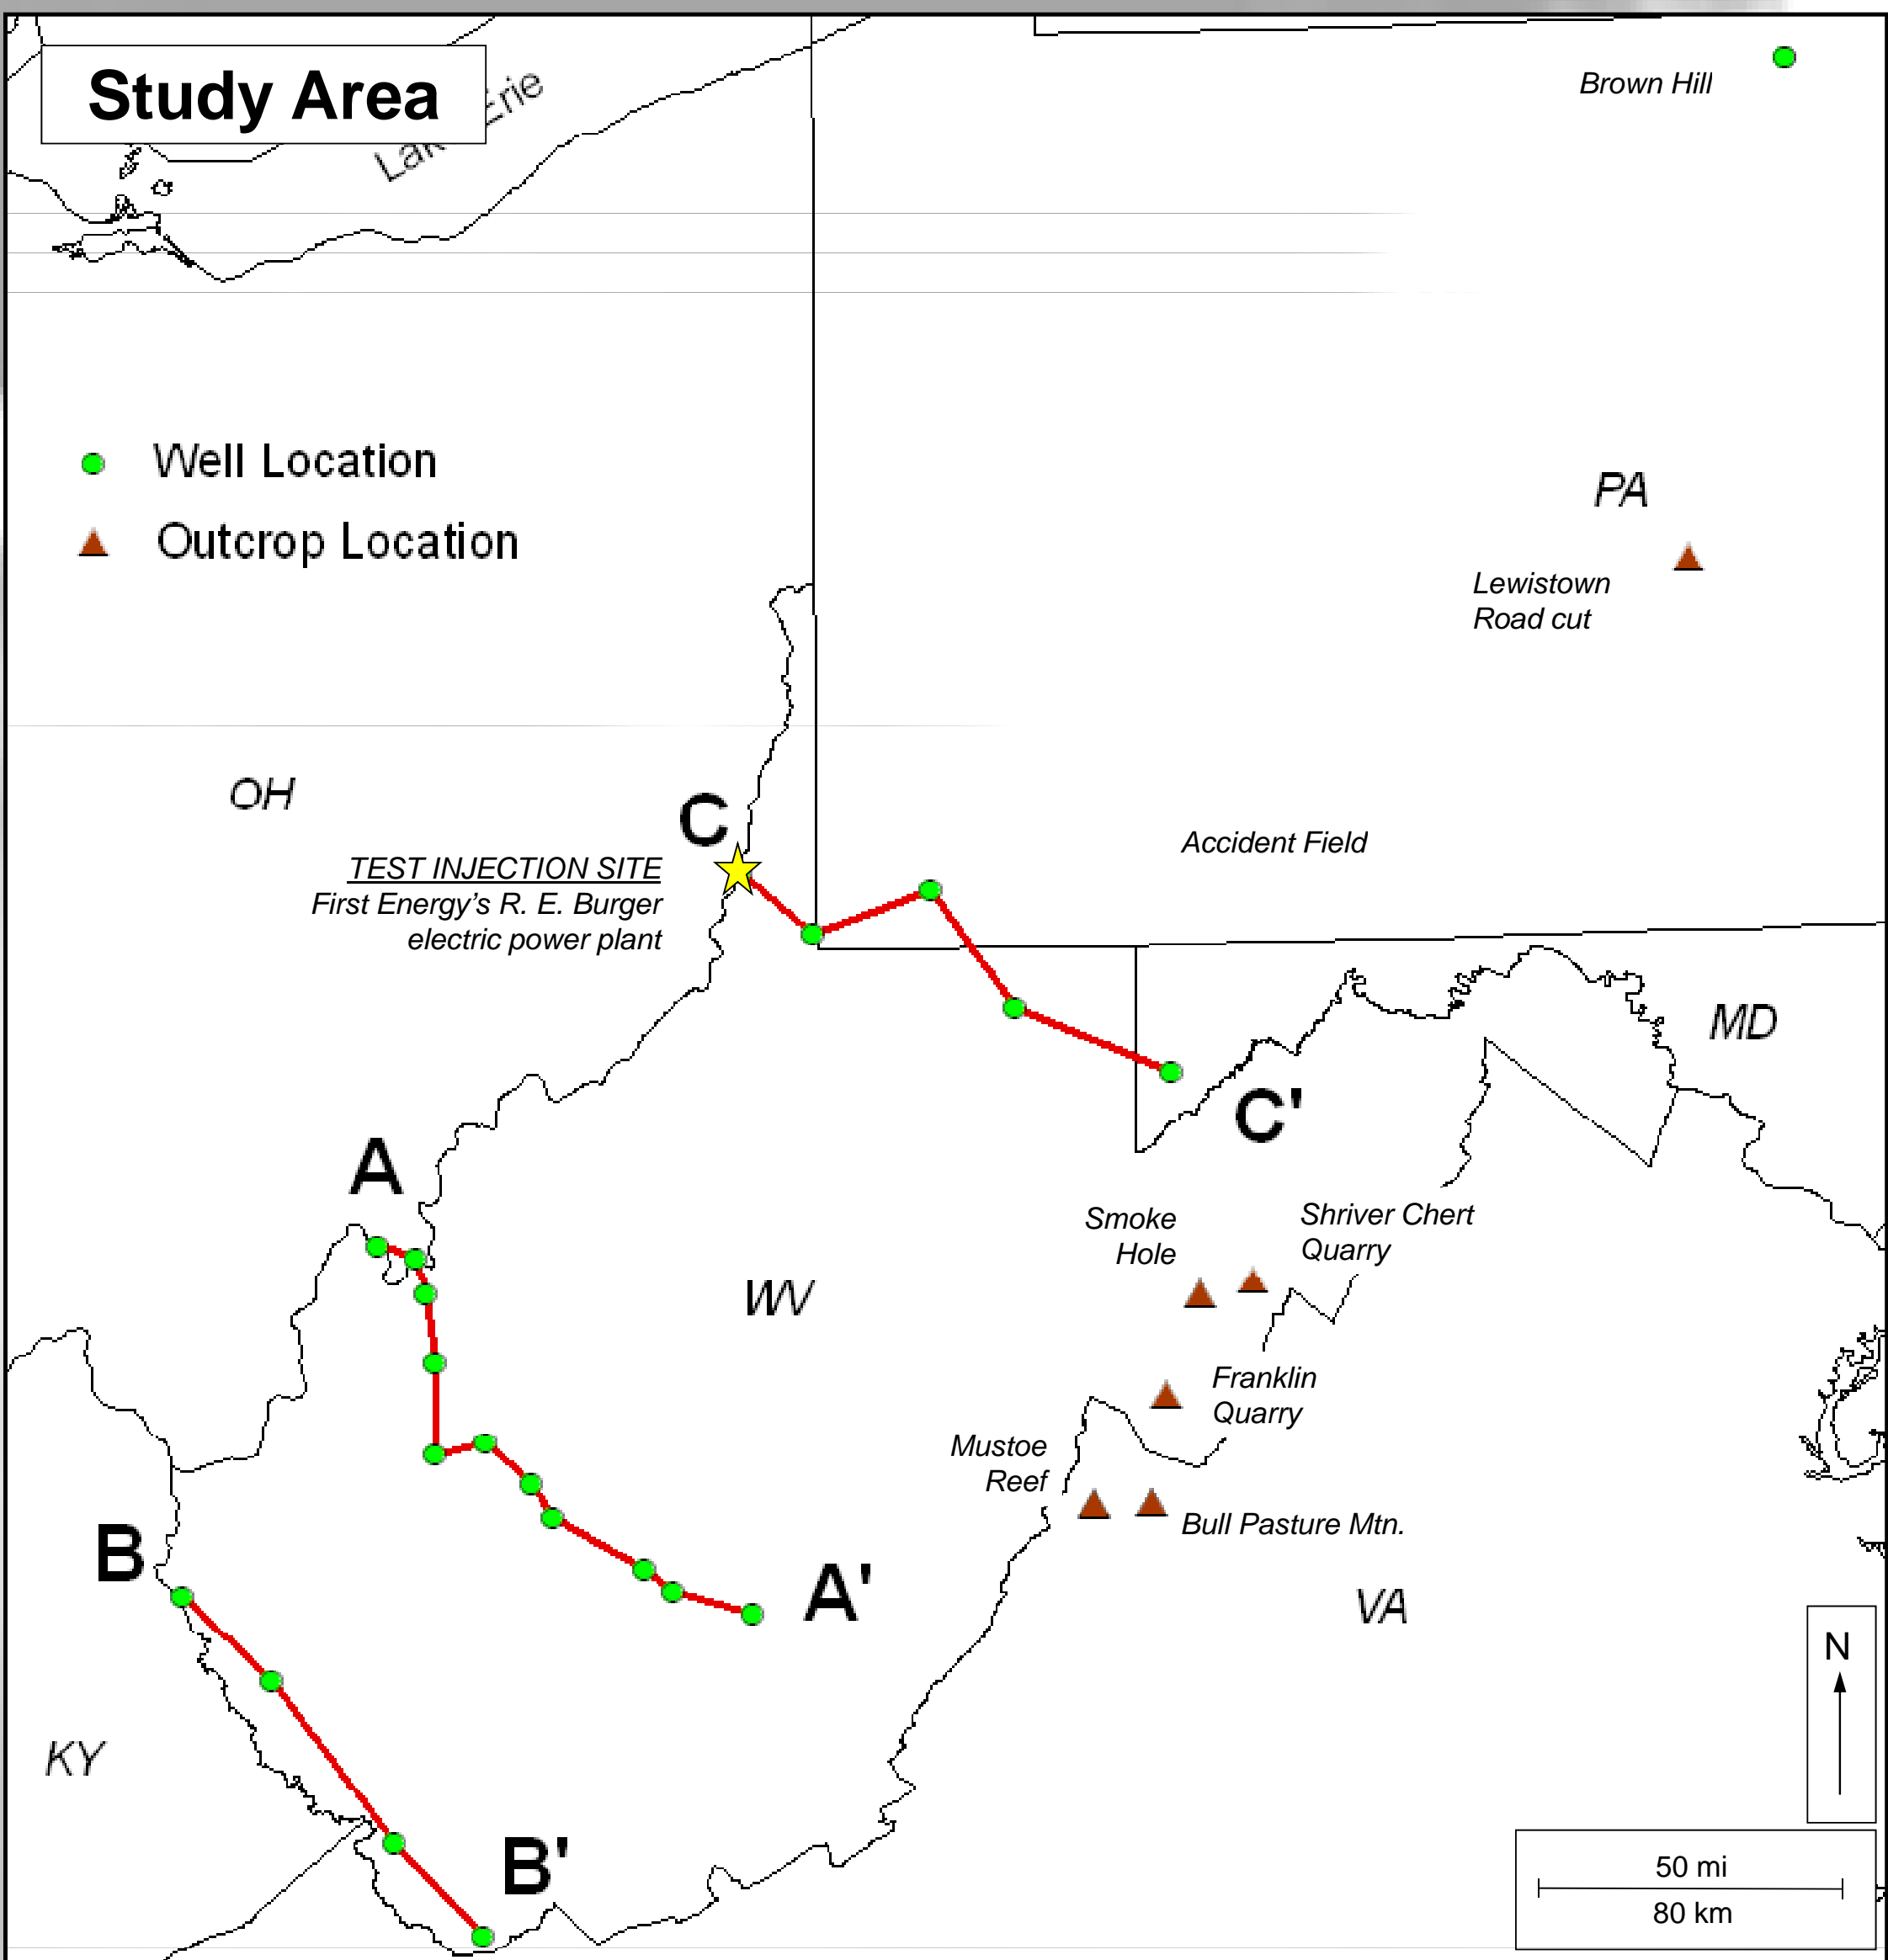 Study Area
Lake Erie
Brown Hill
Well Location
Outcrop Location
PA
Lewistown
Road cut
OH
C
Accident Field
TEST INJECTION SITE
First Energy’s R. E. Burger
electric power plant
MD
C'
A
Smoke
Hole
Shriver Chert
Quarry
WV
Franklin
Quarry
Mustoe
Reef
Bull Pasture Mtn.
B
A'
VA
N
KY
B'
50 mi
80 km